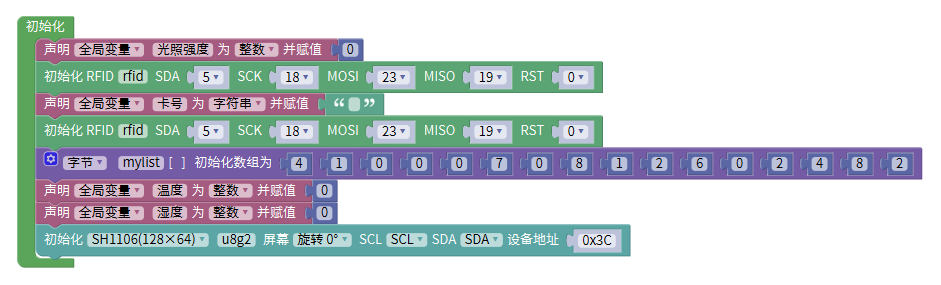 初始化
声明 全局变量 光照强度 为 整数 并赋值 0
初始化 RFID rfid SDA 5 SCK 18 MOSI 23 MISO 19 RST 0
声明 全局变量 卡号 为 字符串 并赋值 “ ”
初始化 RFID rfid SDA 5 SCK 18 MOSI 23 MISO 19 RST 0
字节 mylist [ ] 初始化数组为 4 1 0 0 0 7 0 8 1 2 6 0 2 4 8 2
声明 全局变量 温度 为 整数 并赋值 0
声明 全局变量 湿度 为 整数 并赋值 0
初始化 SH1106(128×64) u8g2 屏幕 旋转 0° SCL SCL SDA SDA 设备地址 0x3C